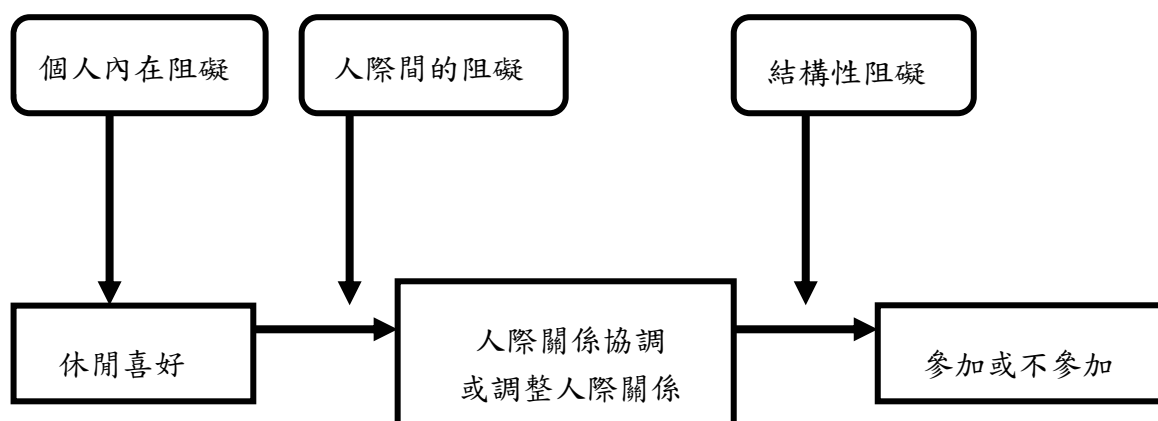 個人內在阻礙
人際間的阻礙
結構性阻礙
休閒喜好
人際關係協調
或調整人際關係
參加或不參加